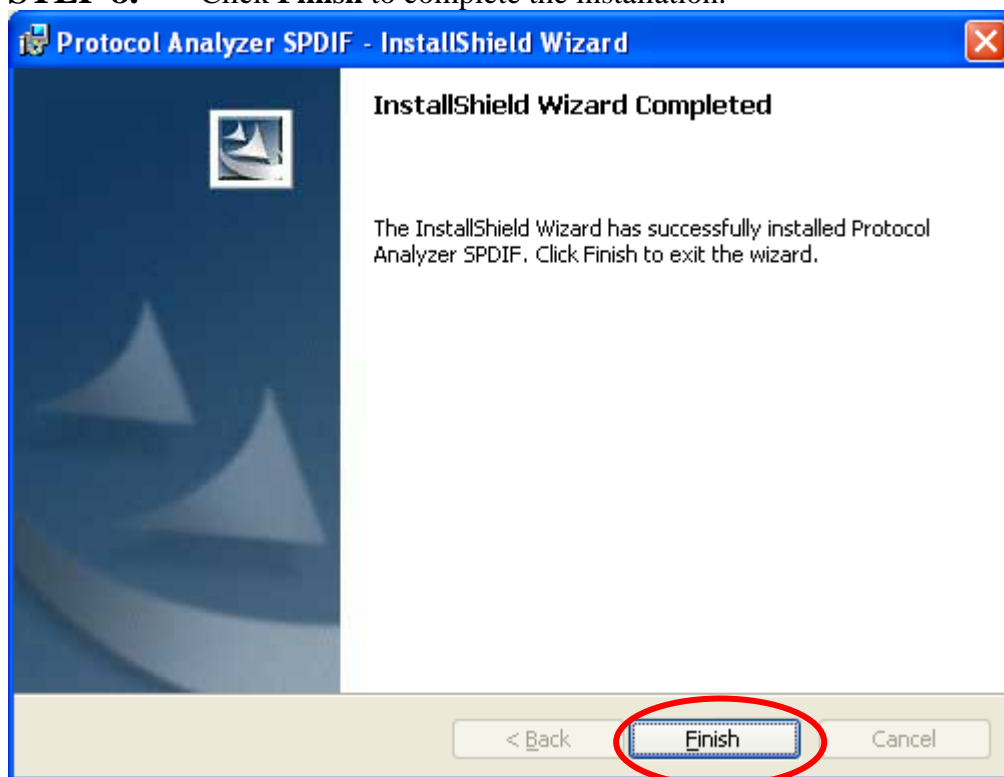 Click Finish to complete the installation.
Protocol Analyzer SPDIF - InstallShield Wizard
InstallShield Wizard Completed
The InstallShield Wizard has successfully installed Protocol
Analyzer SPDIF. Click Finish to exit the wizard.
< Back Finish Cancel